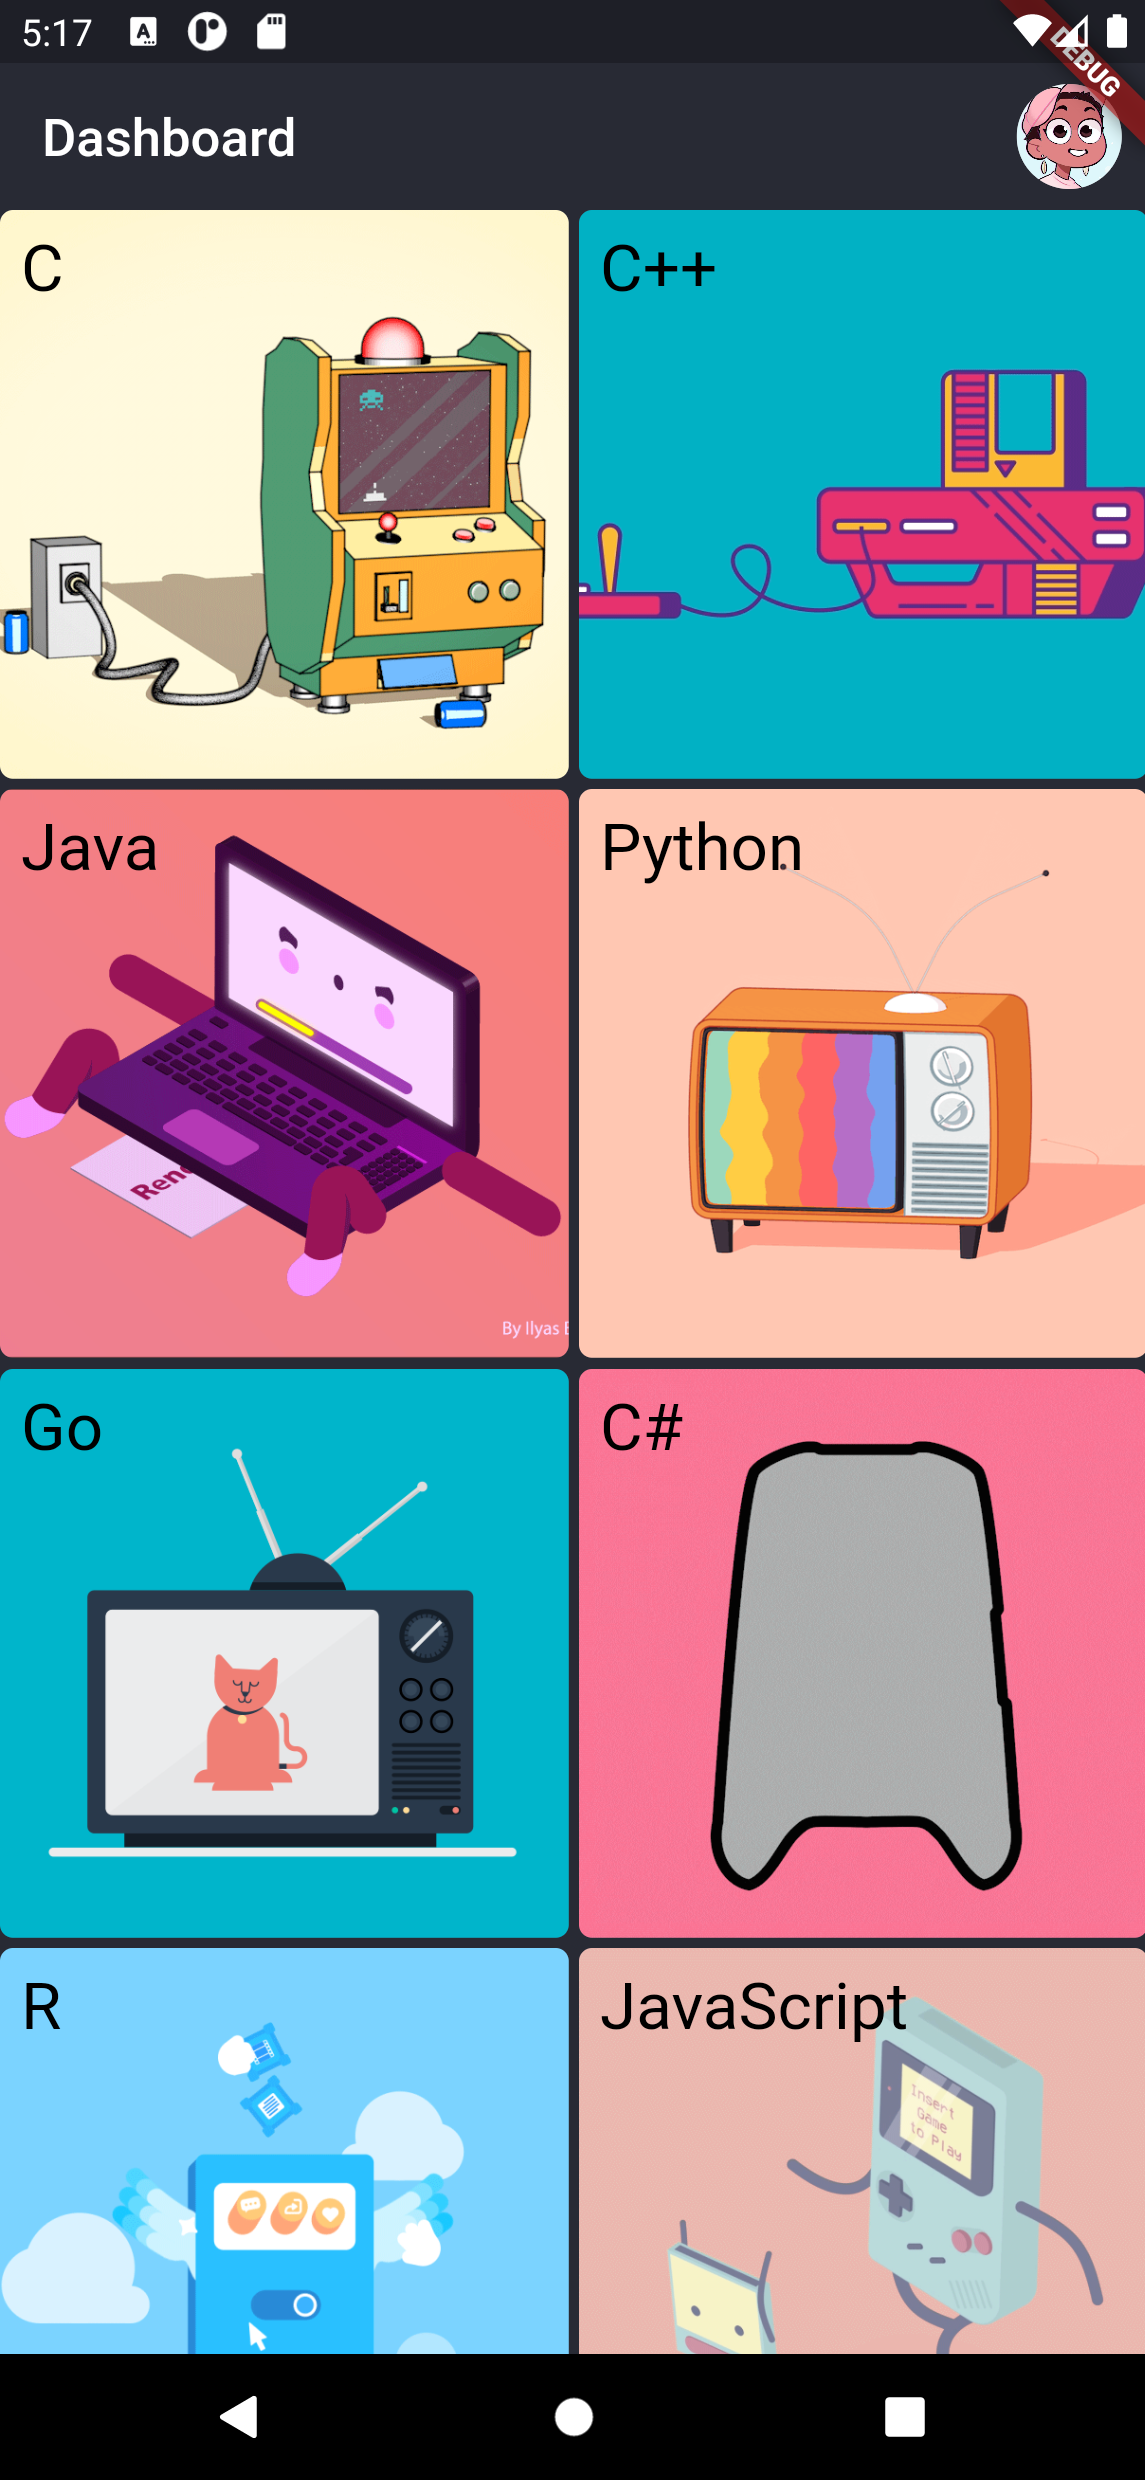 5:17
DEBUG
Dashboard
C
C++
Java
Python
By Ilyas
Go
C#
R
JavaScript
Insert
Game
to Play